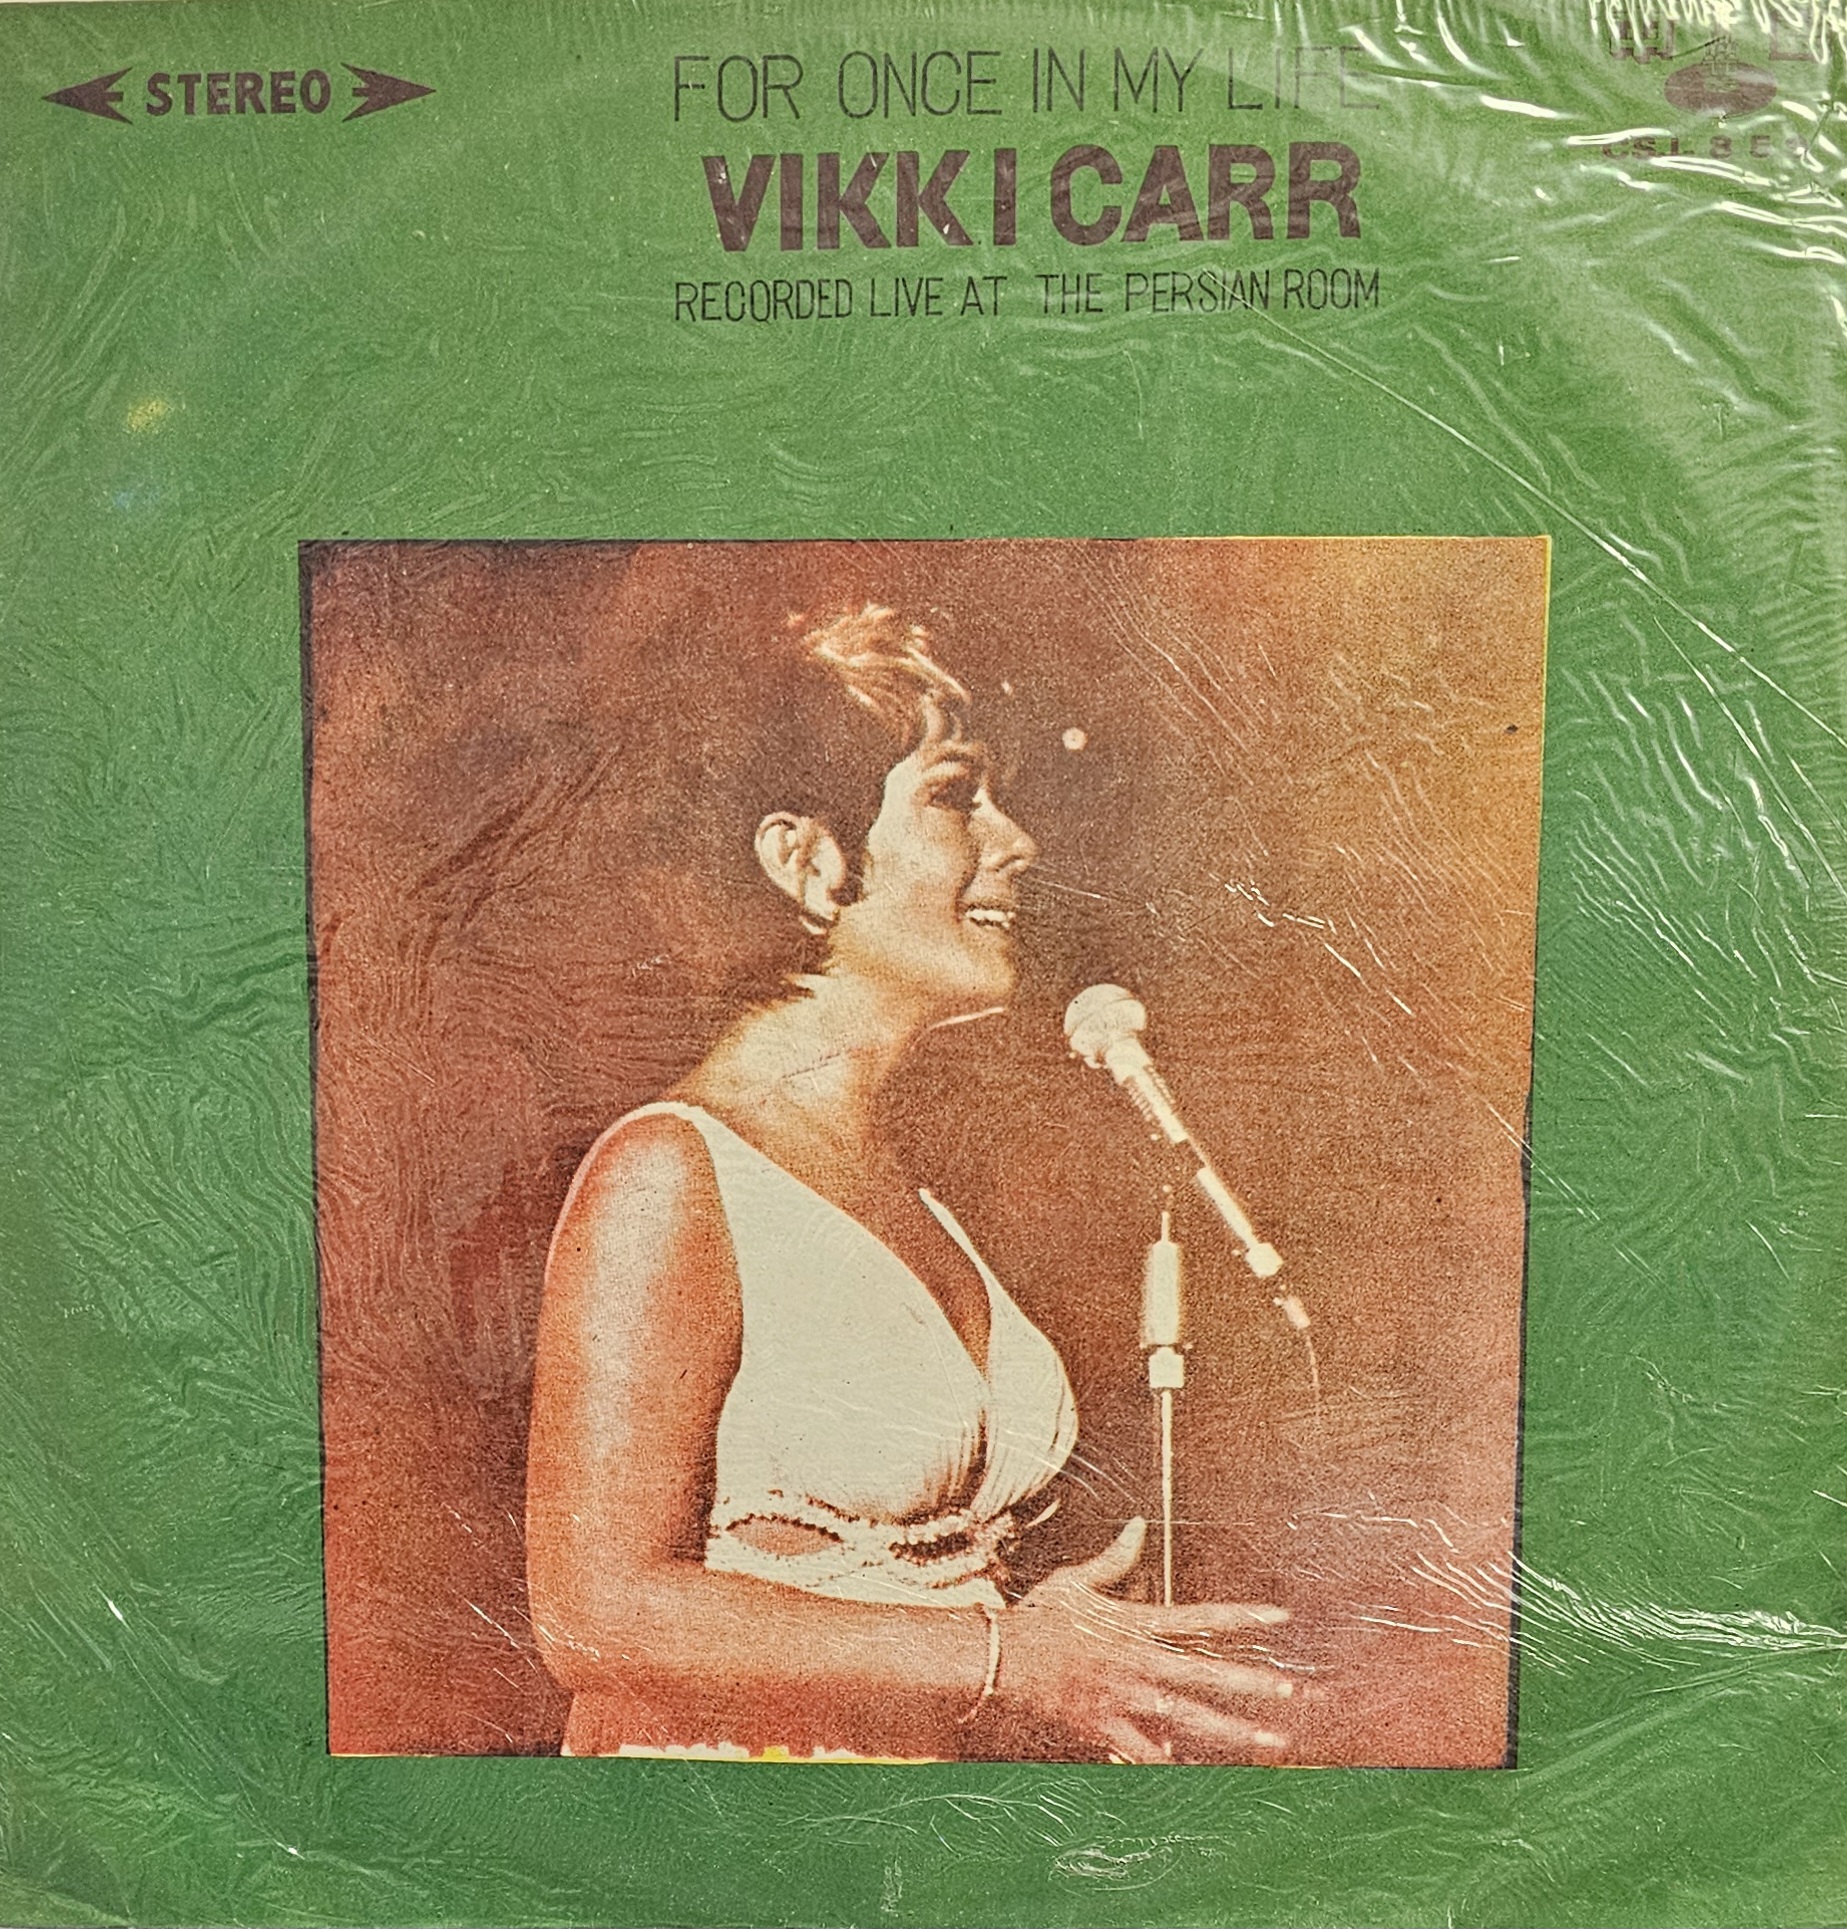 STEREO
FOR ONCE IN MY LIFE
VIKKI CARR
RECORDED LIVE AT THE PERSIAN ROOM